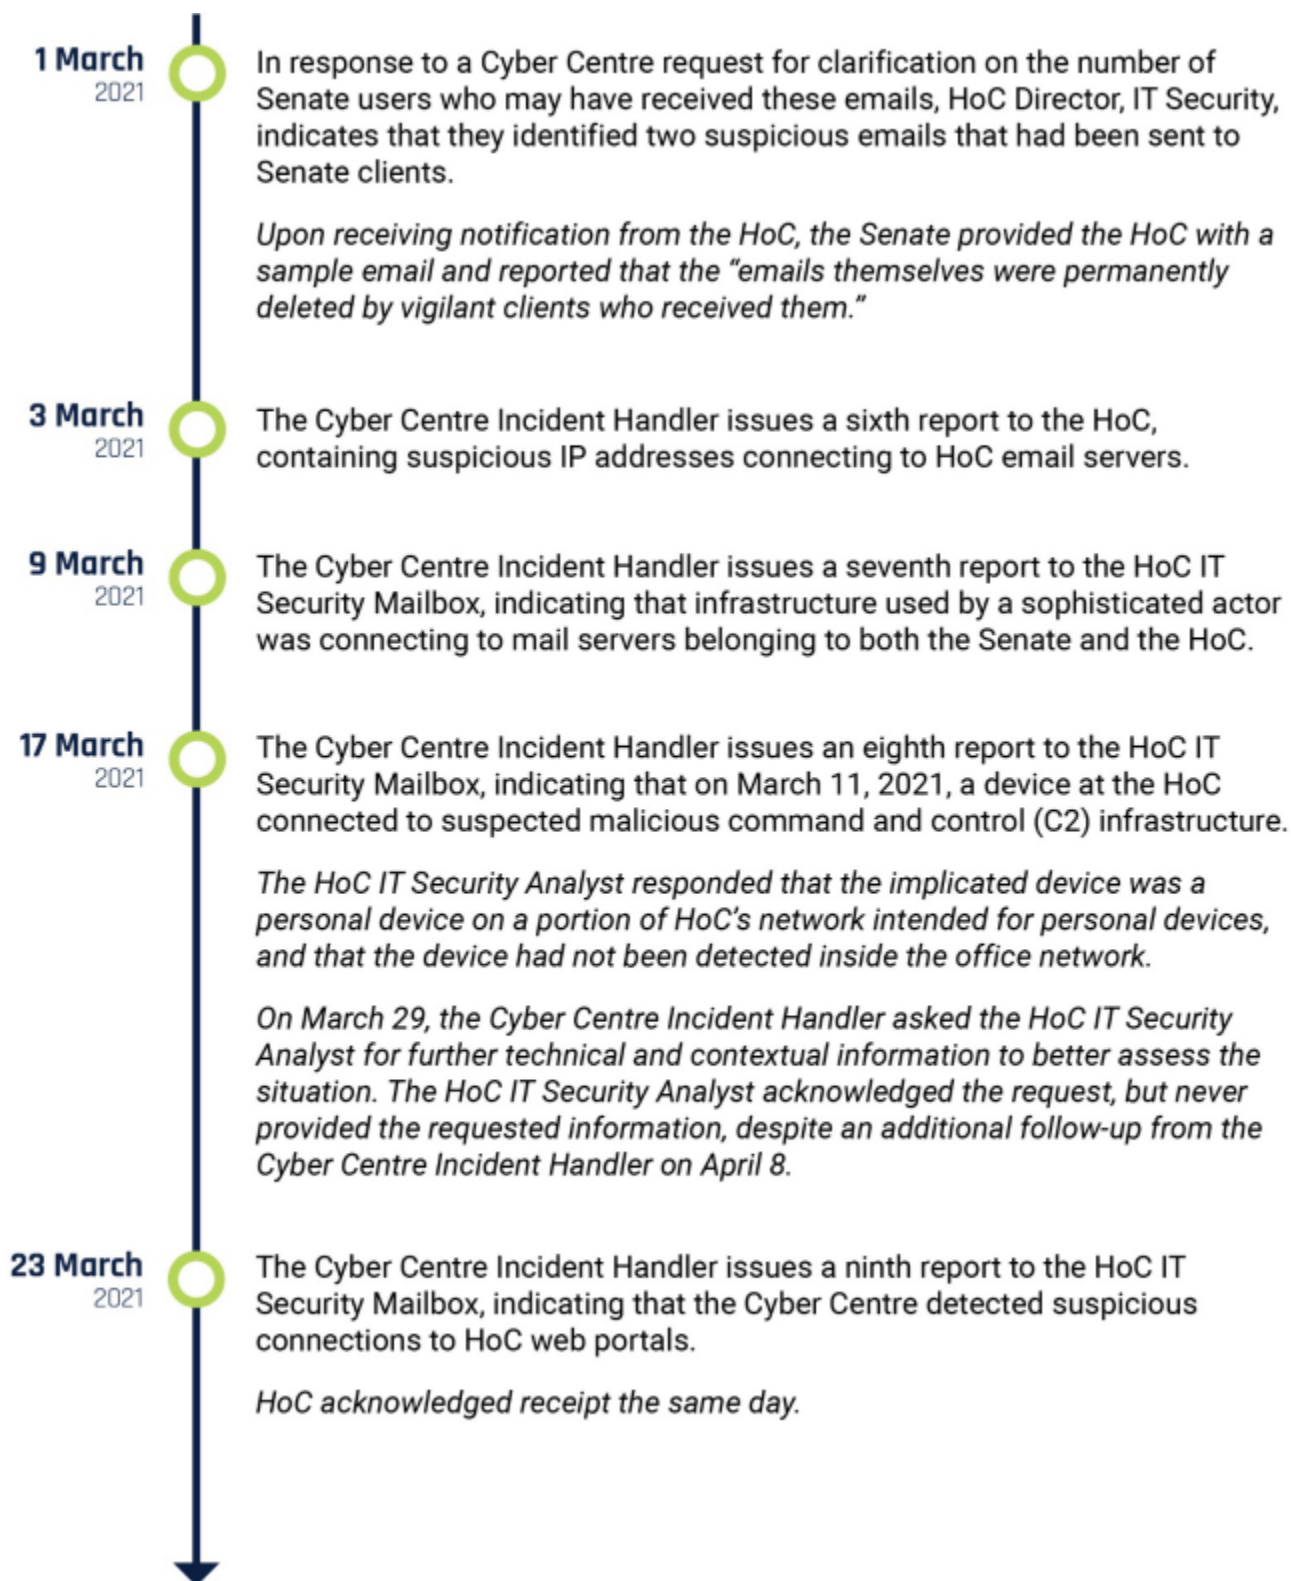 1 March
2021
In response to a Cyber Centre request for clarification on the number of
Senate users who may have received these emails, HoC Director, IT Security,
indicates that they identified two suspicious emails that had been sent to
Senate clients.
Upon receiving notification from the HoC, the Senate provided the HoC with a
sample email and reported that the “emails themselves were permanently
deleted by vigilant clients who received them.”
3 March
2021
The Cyber Centre Incident Handler issues a sixth report to the HoC,
containing suspicious IP addresses connecting to HoC email servers.
9 March
2021
The Cyber Centre Incident Handler issues a seventh report to the HoC IT
Security Mailbox, indicating that infrastructure used by a sophisticated actor
was connecting to mail servers belonging to both the Senate and the HoC.
17 March
2021
The Cyber Centre Incident Handler issues an eighth report to the HoC IT
Security Mailbox, indicating that on March 11, 2021, a device at the HoC
connected to suspected malicious command and control (C2) infrastructure.
The HoC IT Security Analyst responded that the implicated device was a
personal device on a portion of HoC’s network intended for personal devices,
and that the device had not been detected inside the office network.
On March 29, the Cyber Centre Incident Handler asked the HoC IT Security
Analyst for further technical and contextual information to better assess the
situation. The HoC IT Security Analyst acknowledged the request, but never
provided the requested information, despite an additional follow-up from the
Cyber Centre Incident Handler on April 8.
23 March
2021
The Cyber Centre Incident Handler issues a ninth report to the HoC IT
Security Mailbox, indicating that the Cyber Centre detected suspicious
connections to HoC web portals.
HoC acknowledged receipt the same day.